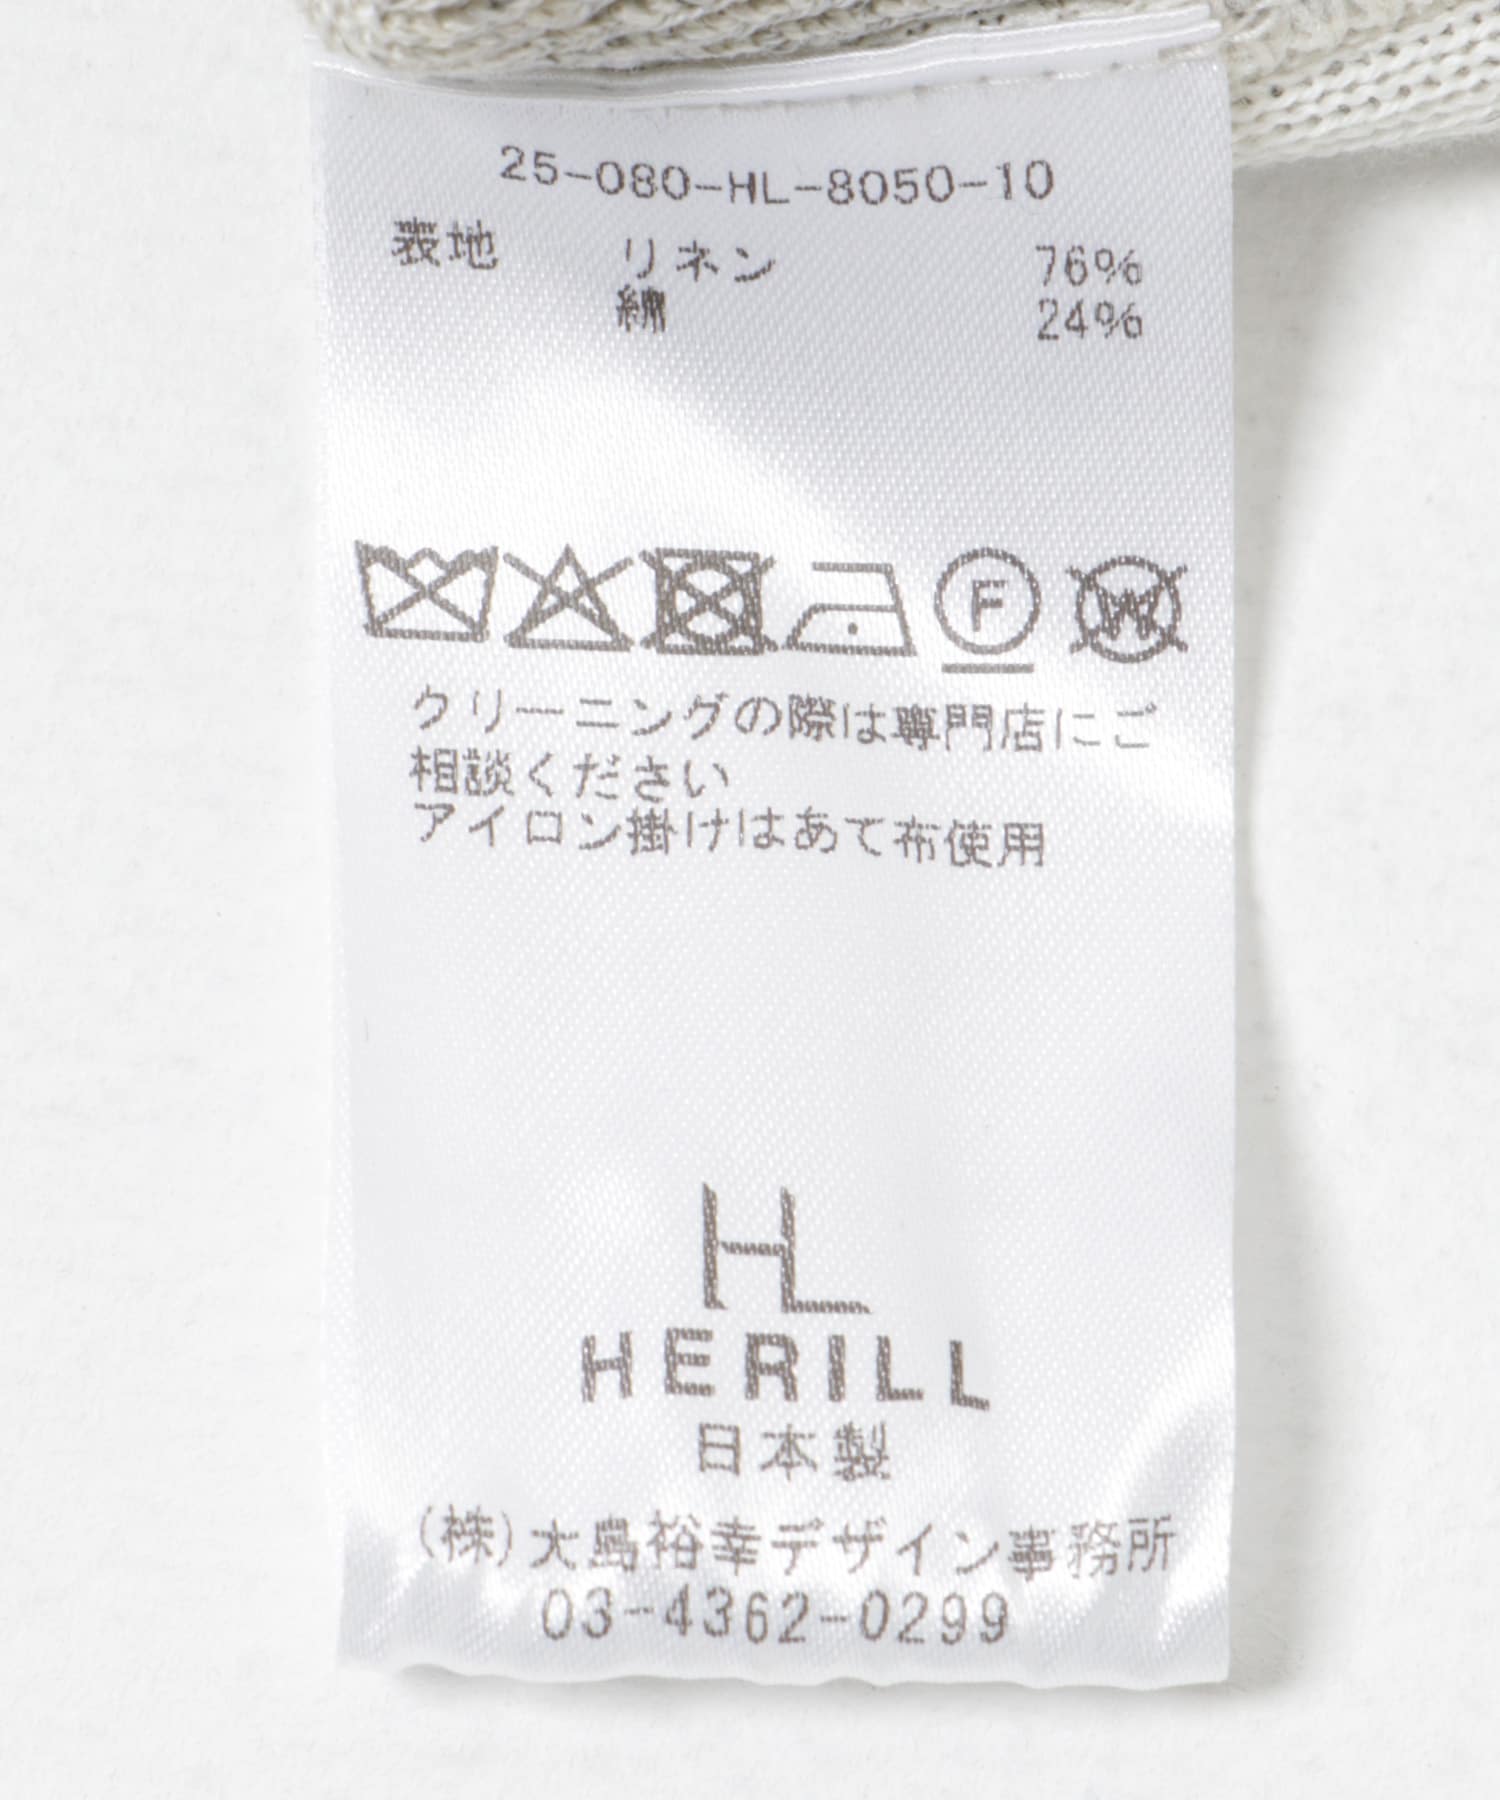 25-080-HL-8050-10
表地 リネン 76%
綿 24%
F W
クリーニングの際は専門店にご
相談ください
アイロン掛けはあて布使用
HL
HERILL
日本製
(株)大島裕幸デザイン事務所
03-4362-0299